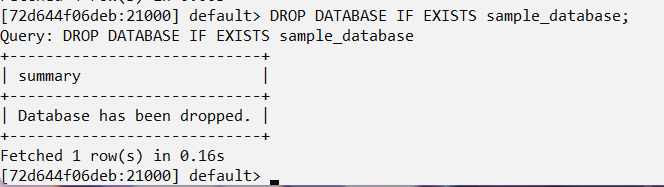 [72d644f06deb:21000] default> DROP DATABASE IF EXISTS sample_database;
Query: DROP DATABASE IF EXISTS sample_database
+----------------------------+
| summary                    |
+----------------------------+
| Database has been dropped. |
+----------------------------+
Fetched 1 row(s) in 0.16s
[72d644f06deb:21000] default>